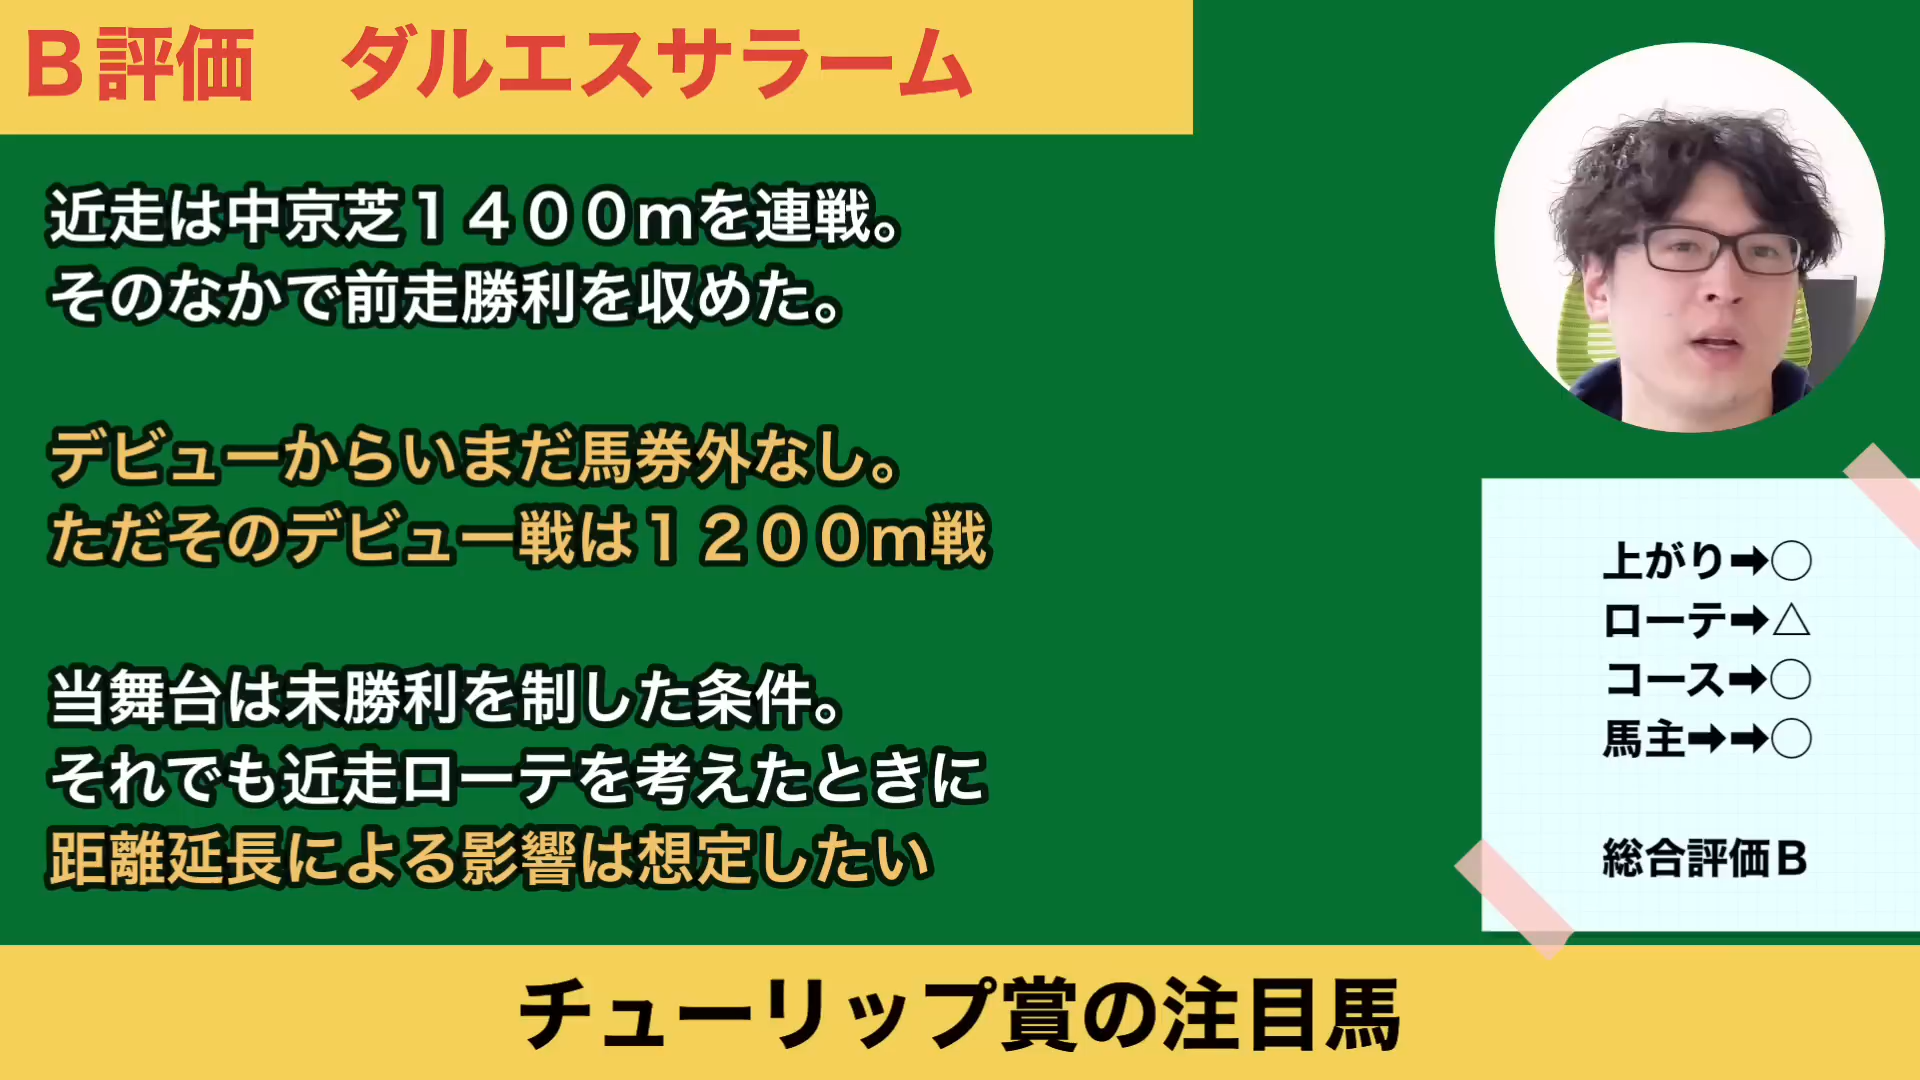 B評価　ダルエスサラーム
近走は中京芝１４００mを連戦。
そのなかで前走勝利を収めた。
デビューからいまだ馬券外なし。
ただそのデビュー戦は１２００m戦
当舞台は未勝利を制した条件。
それでも近走ローテを考えたときに
距離延長による影響は想定したい
上がり➡◯
ローテ➡△
コース➡◯
馬主➡➡◯
総合評価B
チューリップ賞の注目馬